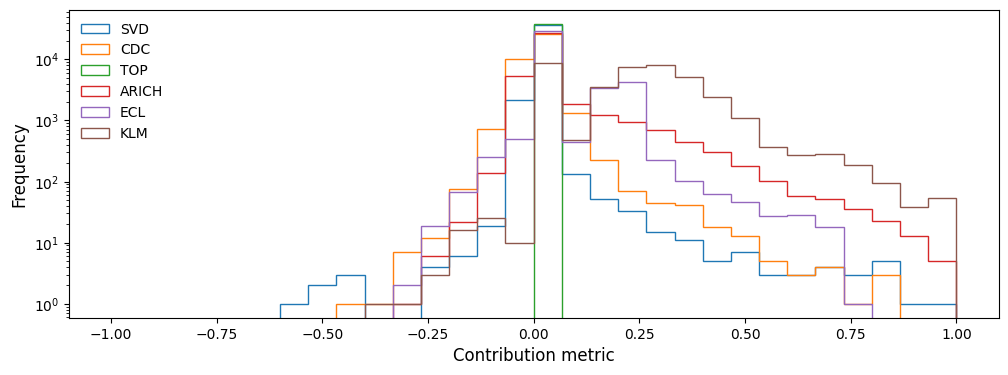 SVD
CDC
TOP
ARICH
ECL
KLM
Frequency
10⁴
10³
10²
10¹
10⁰
−1.00 −0.75 −0.50 −0.25 0.00 0.25 0.50 0.75 1.00
Contribution metric